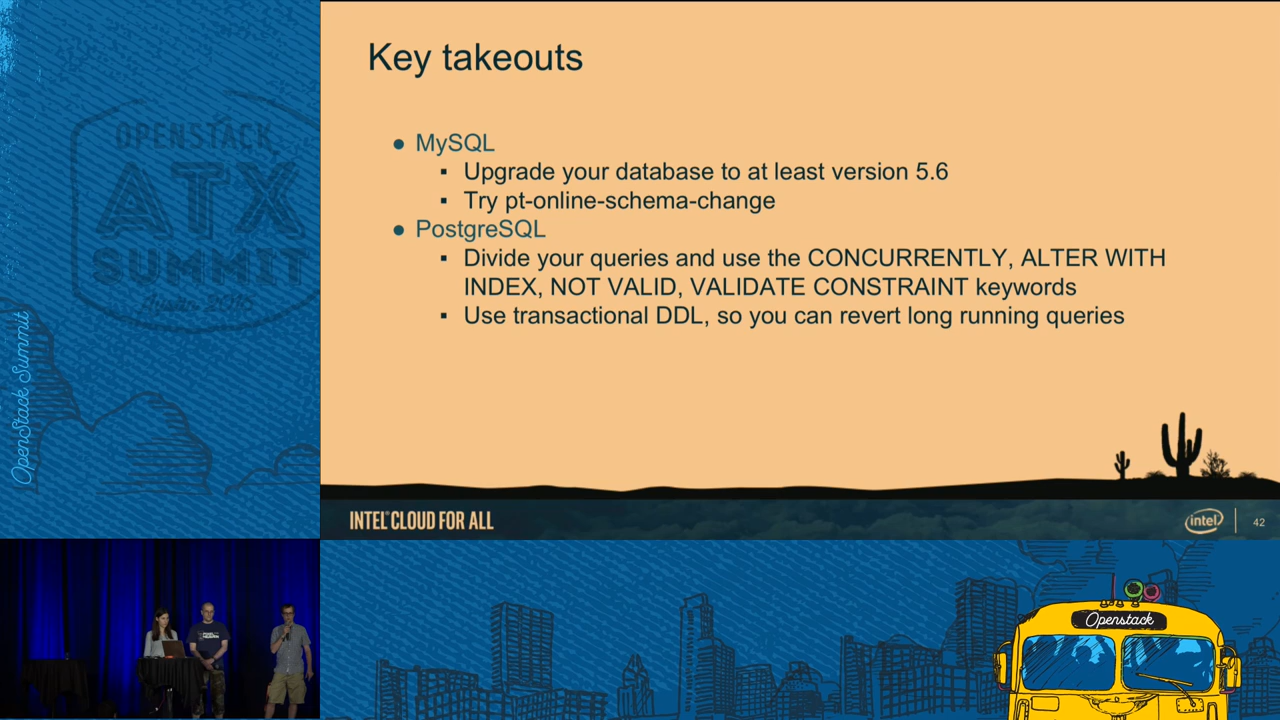 OPENSTACK
ATX
SUMMIT
Austin 2016
OpenStack Summit
Key takeouts
● MySQL
▪ Upgrade your database to at least version 5.6
▪ Try pt-online-schema-change
● PostgreSQL
▪ Divide your queries and use the CONCURRENTLY, ALTER WITH
INDEX, NOT VALID, VALIDATE CONSTRAINT keywords
▪ Use transactional DDL, so you can revert long running queries
INTEL® CLOUD FOR ALL
intel
42
Openstack